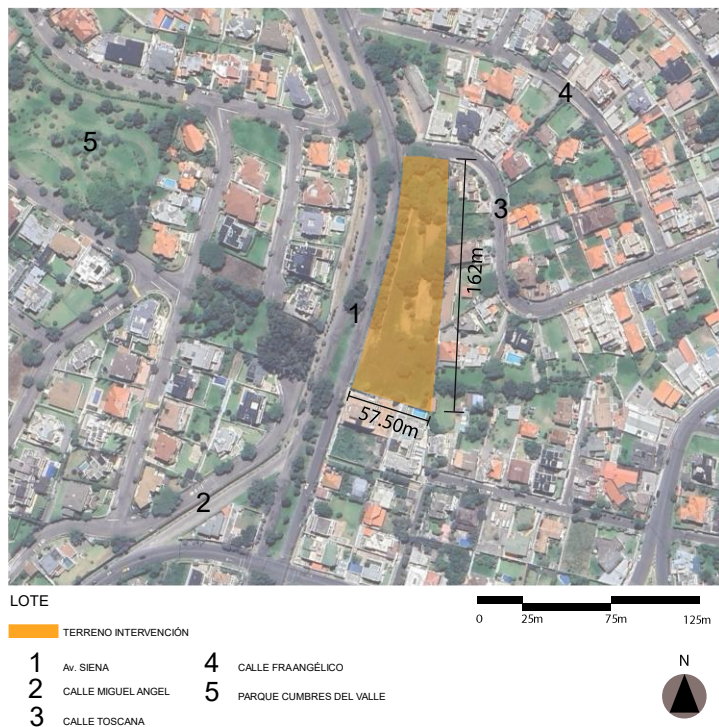 5
4
3
162m
1
57.50m
2
LOTE
TERRENO INTERVENCIÓN
0 25m 75m 125m
1 Av. SIENA
2 CALLE MIGUEL ANGEL
3 CALLE TOSCANA
4 CALLE FRAANGÉLICO
5 PARQUE CUMBRES DEL VALLE
N